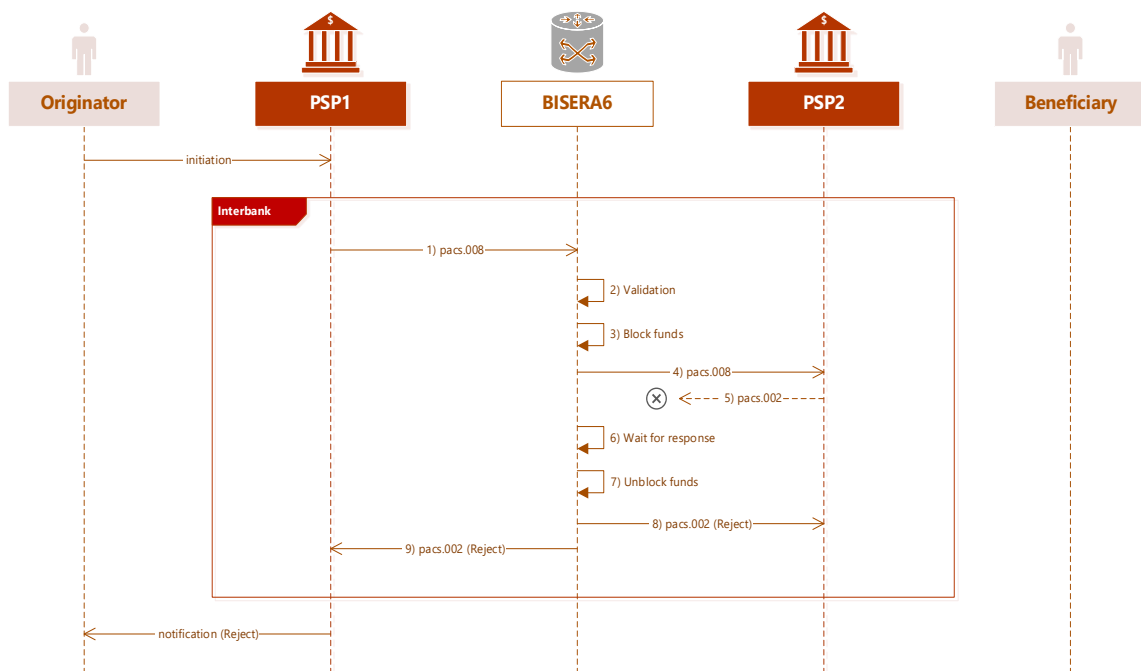 $
$
Originator
PSP1
BISERA6
PSP2
Beneficiary
initiation
Interbank
1) pacs.008
2) Validation
3) Block funds
4) pacs.008
5) pacs.002
6) Wait for response
7) Unblock funds
8) pacs.002 (Reject)
9) pacs.002 (Reject)
notification (Reject)